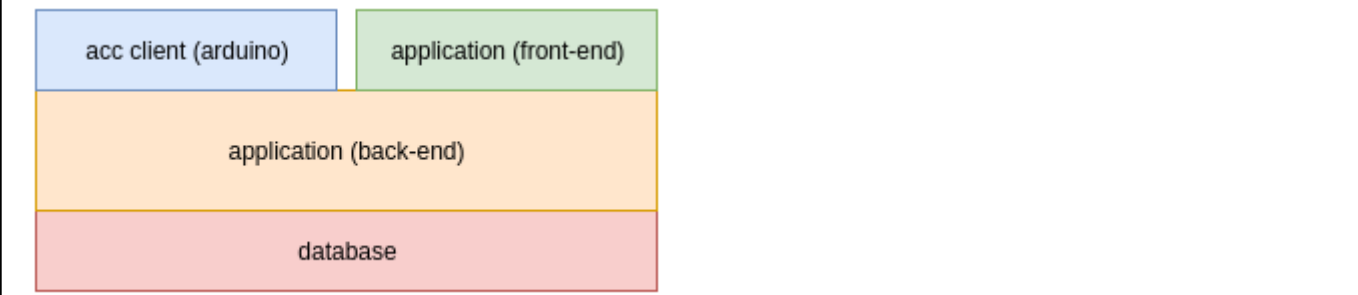 acc client (arduino)
application (front-end)
application (back-end)
database